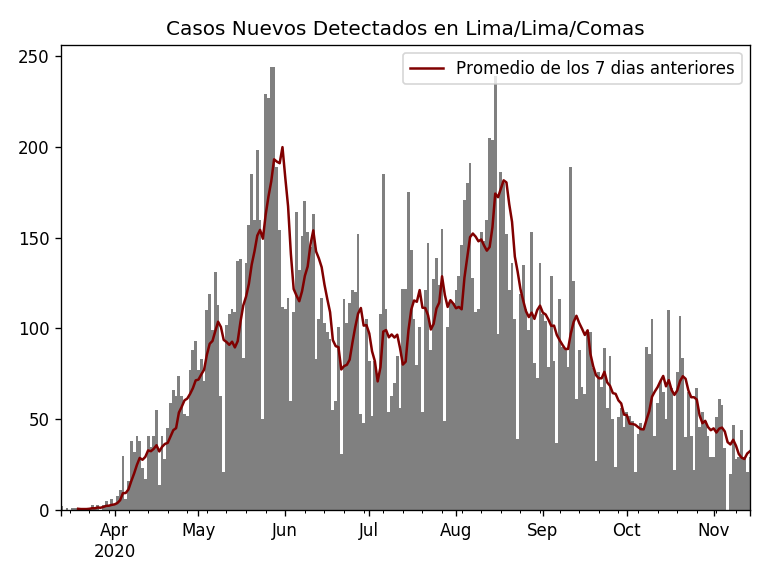 Casos Nuevos Detectados en Lima/Lima/Comas
Promedio de los 7 dias anteriores
250
200
150
100
50
0
Apr May Jun Jul Aug Sep Oct Nov
2020